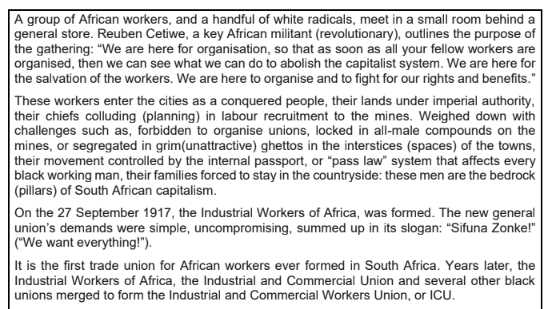 A group of African workers, and a handful of white radicals, meet in a small room behind a
general store. Reuben Cetiwe, a key African militant (revolutionary), outlines the purpose of
the gathering: “We are here for organisation, so that as soon as all your fellow workers are
organised, then we can see what we can do to abolish the capitalist system. We are here for
the salvation of the workers. We are here to organise and to fight for our rights and benefits.”
These workers enter the cities as a conquered people, their lands under imperial authority,
their chiefs colluding (planning) in labour recruitment to the mines. Weighed down with
challenges such as, forbidden to organise unions, locked in all-male compounds on the
mines, or segregated in grim(unattractive) ghettos in the interstices (spaces) of the towns,
their movement controlled by the internal passport, or “pass law” system that affects every
black working man, their families forced to stay in the countryside: these men are the bedrock
(pillars) of South African capitalism.
On the 27 September 1917, the Industrial Workers of Africa, was formed. The new general
union’s demands were simple, uncompromising, summed up in its slogan: “Sifuna Zonke!”
(“We want everything!”).
It is the first trade union for African workers ever formed in South Africa. Years later, the
Industrial Workers of Africa, the Industrial and Commercial Union and several other black
unions merged to form the Industrial and Commercial Workers Union, or ICU.